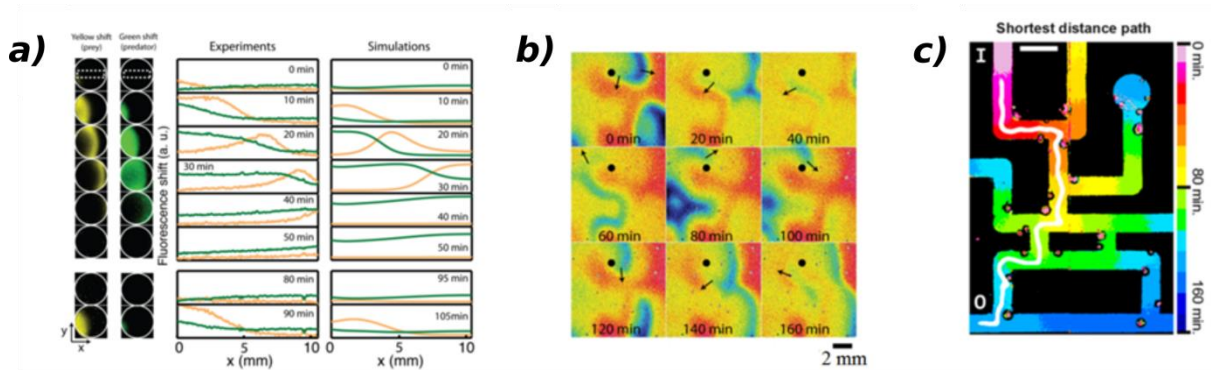 a)
Yellow shift
(prey)
Green shift
(predator)
Experiments
Simulations
Fluorescence shift (a. u.)
0 min
10 min
20 min
30 min
40 min
50 min
80 min
90 min
0 min
10 min
20 min
30 min
40 min
50 min
95 min
105min
y
x
0 5 10
x (mm)
0 5 10
x (mm)
b)
0 min 20 min 40 min
60 min 80 min 100 min
120 min 140 min 160 min
2 mm
c)
Shortest distance path
I
O
0 min.
80 min.
160 min.